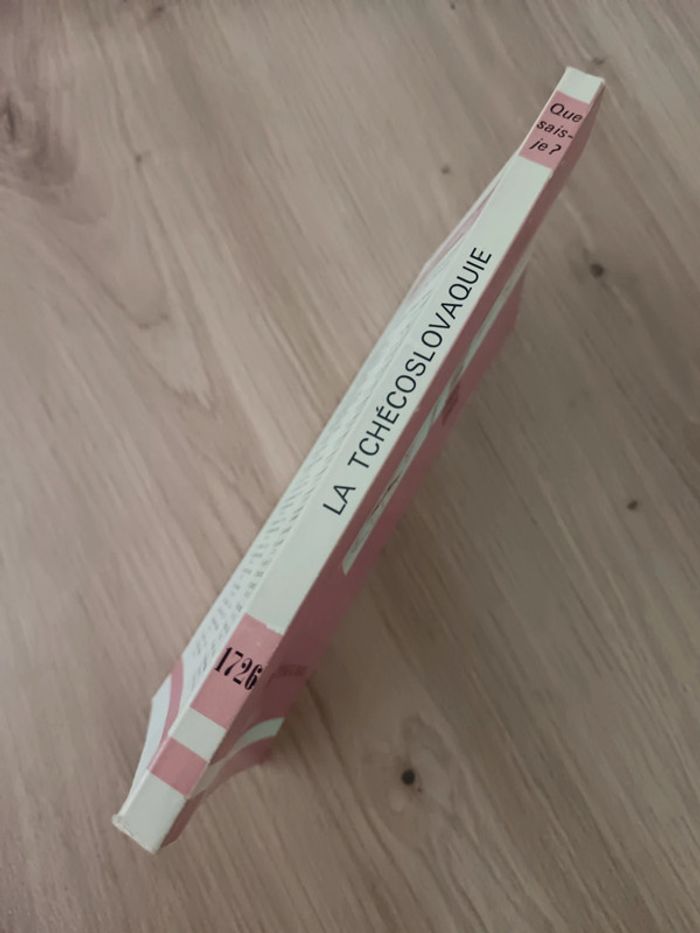 Que
sais-
je?
LA TCHÉCOSLOVAQUIE
1726